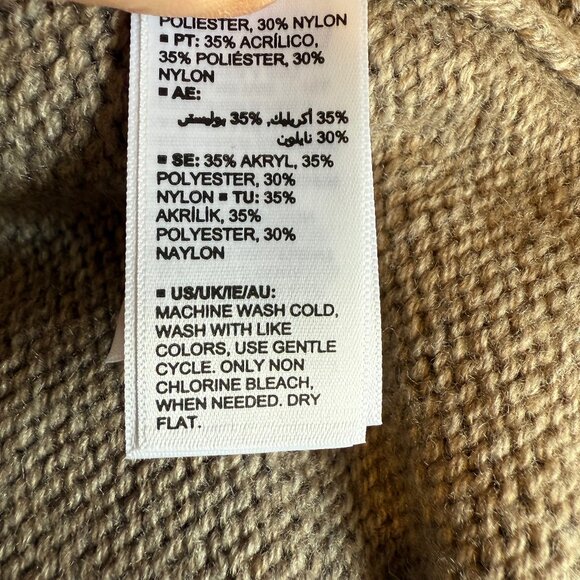 POLIESTER, 30% NYLON
▪ PT: 35% ACRÍLICO,
35% POLIÉSTER, 30%
NYLON
▪ AE:
35% أكريليك, 35% بوليستر
30% نايلون
▪ SE: 35% AKRYL, 35%
POLYESTER, 30%
NYLON ▪ TU: 35%
AKRİLİK, 35%
POLYESTER, 30%
NAYLON
▪ US/UK/IE/AU:
MACHINE WASH COLD,
WASH WITH LIKE
COLORS, USE GENTLE
CYCLE. ONLY NON
CHLORINE BLEACH,
WHEN NEEDED. DRY
FLAT.